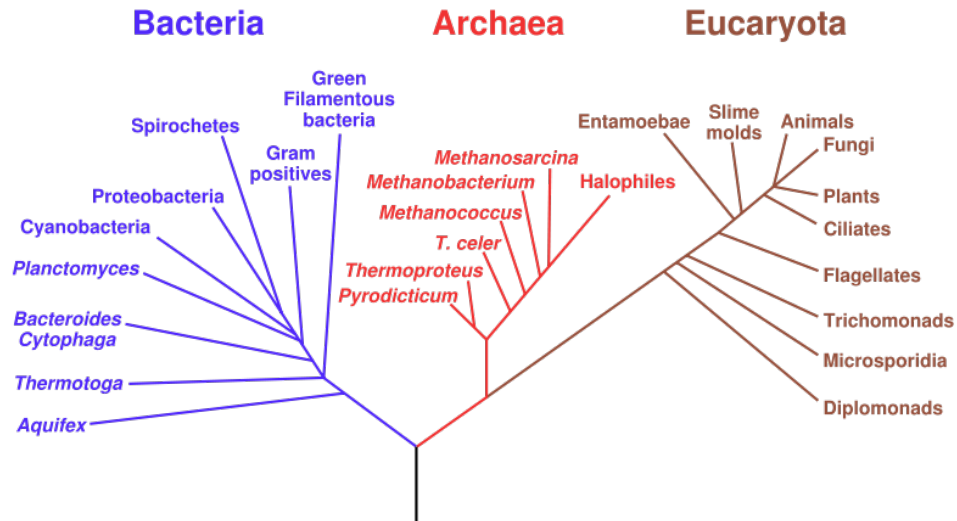 Bacteria
Archaea
Eucaryota
Green
Filamentous
bacteria
Spirochetes
Gram
positives
Proteobacteria
Cyanobacteria
Planctomyces
Bacteroides
Cytophaga
Thermotoga
Aquifex
Methanosarcina
Methanobacterium
Halophiles
Methanococcus
T. celer
Thermoproteus
Pyrodicticum
Entamoebae
Slime
molds
Animals
Fungi
Plants
Ciliates
Flagellates
Trichomonads
Microsporidia
Diplomonads